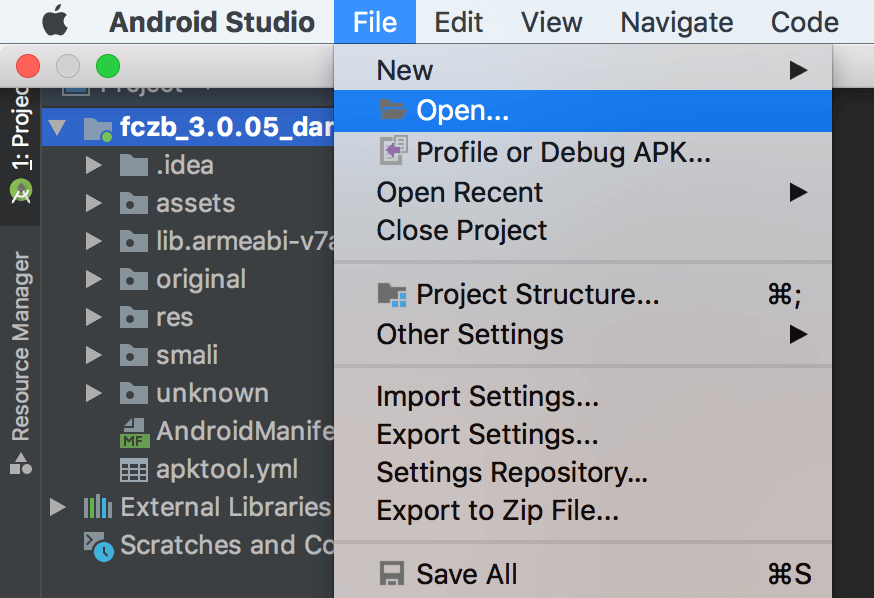 Android Studio File Edit View Navigate Code
Project
1: Project
Resource Manager
fczb_3.0.05_dar
.idea
assets
lib.armeabi-v7a
original
res
smali
unknown
AndroidManife
MF
apktool.yml
External Libraries
Scratches and Co
New
Open...
Profile or Debug APK...
Open Recent
Close Project
Project Structure... ⌘;
Other Settings
Import Settings...
Export Settings...
Settings Repository...
Export to Zip File...
Save All ⌘S